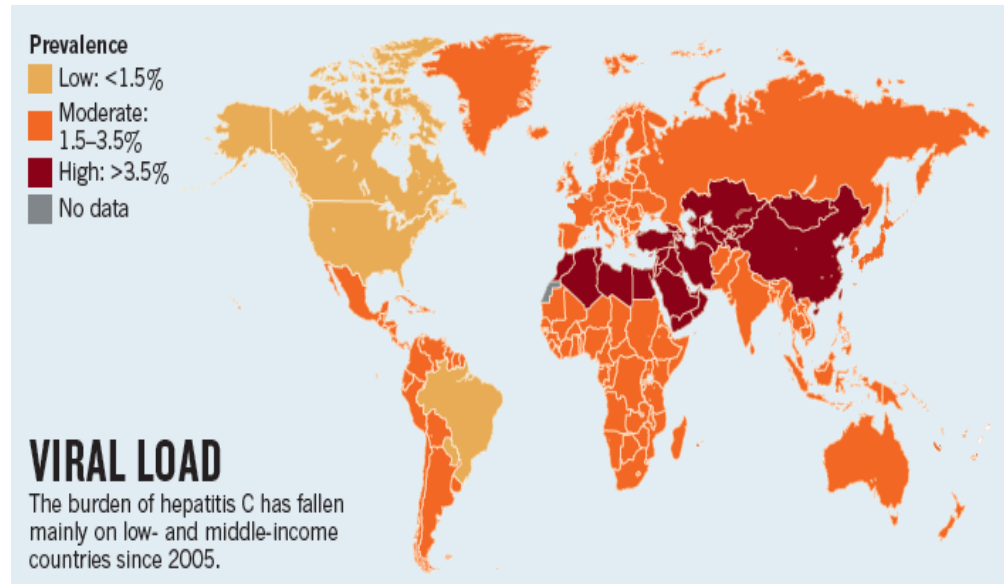 Prevalence
Low: <1.5%
Moderate:
1.5–3.5%
High: >3.5%
No data
VIRAL LOAD
The burden of hepatitis C has fallen
mainly on low- and middle-income
countries since 2005.